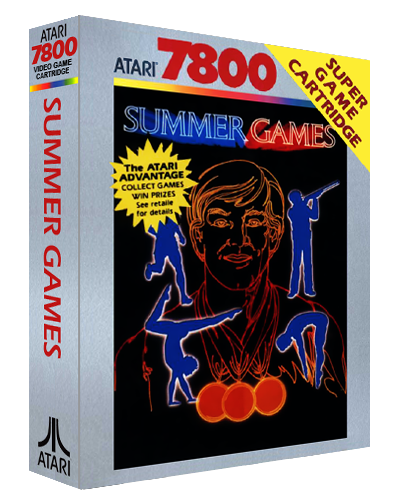 ATARI
7800
VIDEO GAME
CARTRIDGE
SUMMER GAMES
ATARI
ATARI® 7800
SUPER
GAME
CARTRIDGE
SUMMER GAMES
The ATARI
ADVANTAGE
COLLECT GAMES
WIN PRIZES
See retaile
for details